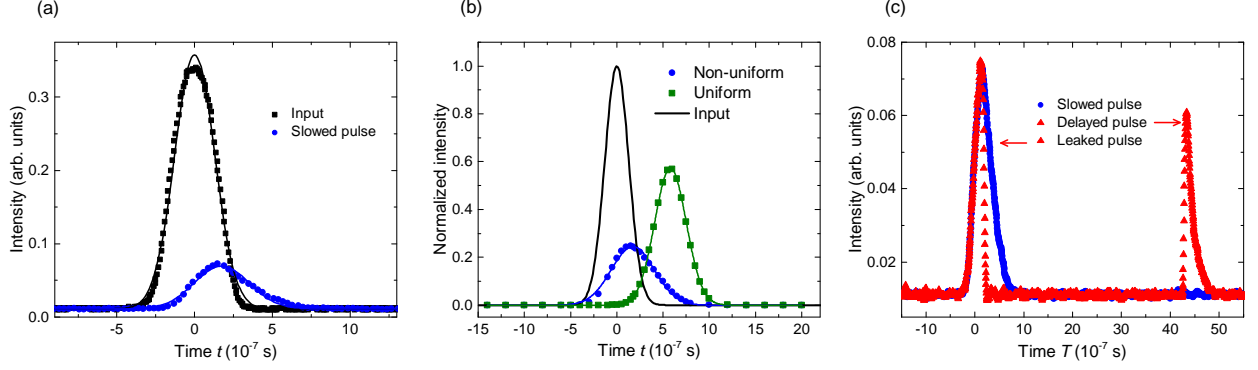 (a)
Intensity (arb. units)
0.3
0.2
0.1
0.0
-5
0
5
10
Time t (10⁻⁷ s)
Input
Slowed pulse
(b)
Normalized intensity
1.0
0.8
0.6
0.4
0.2
0.0
-15
-10
-5
0
5
10
15
20
Time t (10⁻⁷ s)
Non-uniform
Uniform
Input
(c)
Intensity (arb. units)
0.08
0.06
0.04
0.02
-10
0
10
20
30
40
50
Time T (10⁻⁷ s)
Slowed pulse
Delayed pulse
Leaked pulse